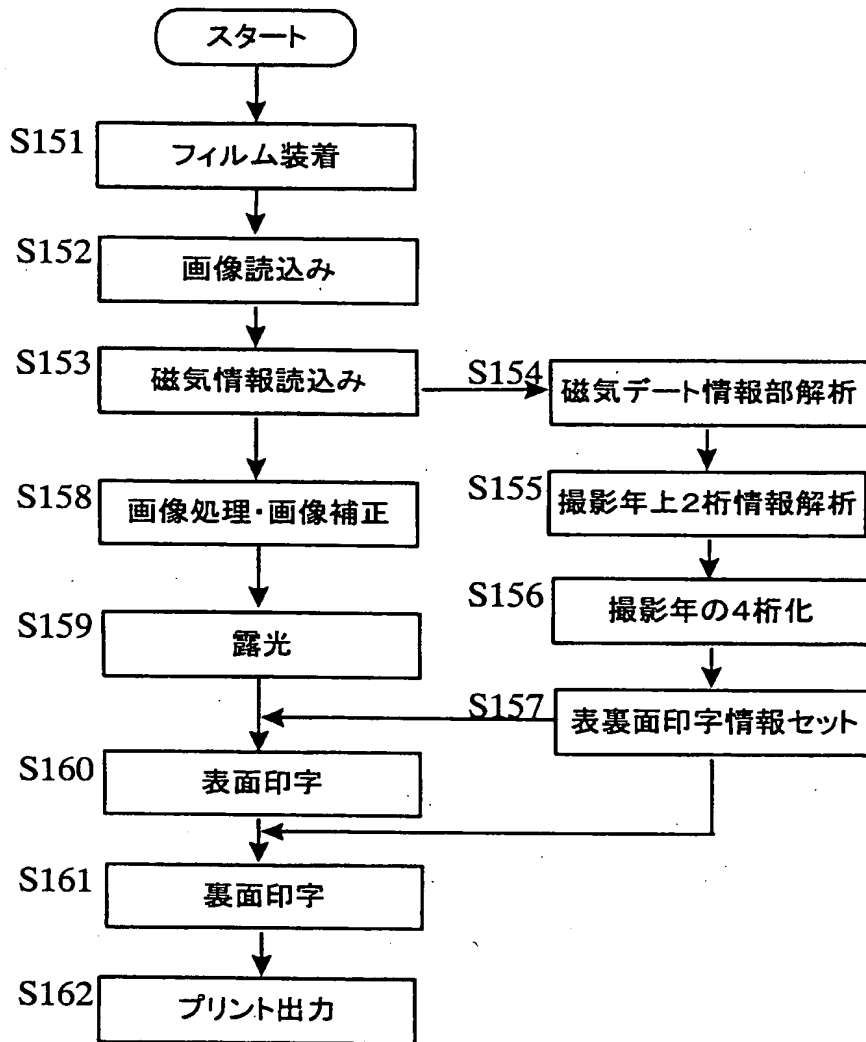 スタート
S151
フィルム装着
S152
画像読込み
S153
磁気情報読込み
S154
磁気デート情報部解析
S155
撮影年上2桁情報解析
S156
撮影年の4桁化
S157
表裏面印字情報セット
S158
画像処理・画像補正
S159
露光
S160
表面印字
S161
裏面印字
S162
プリント出力